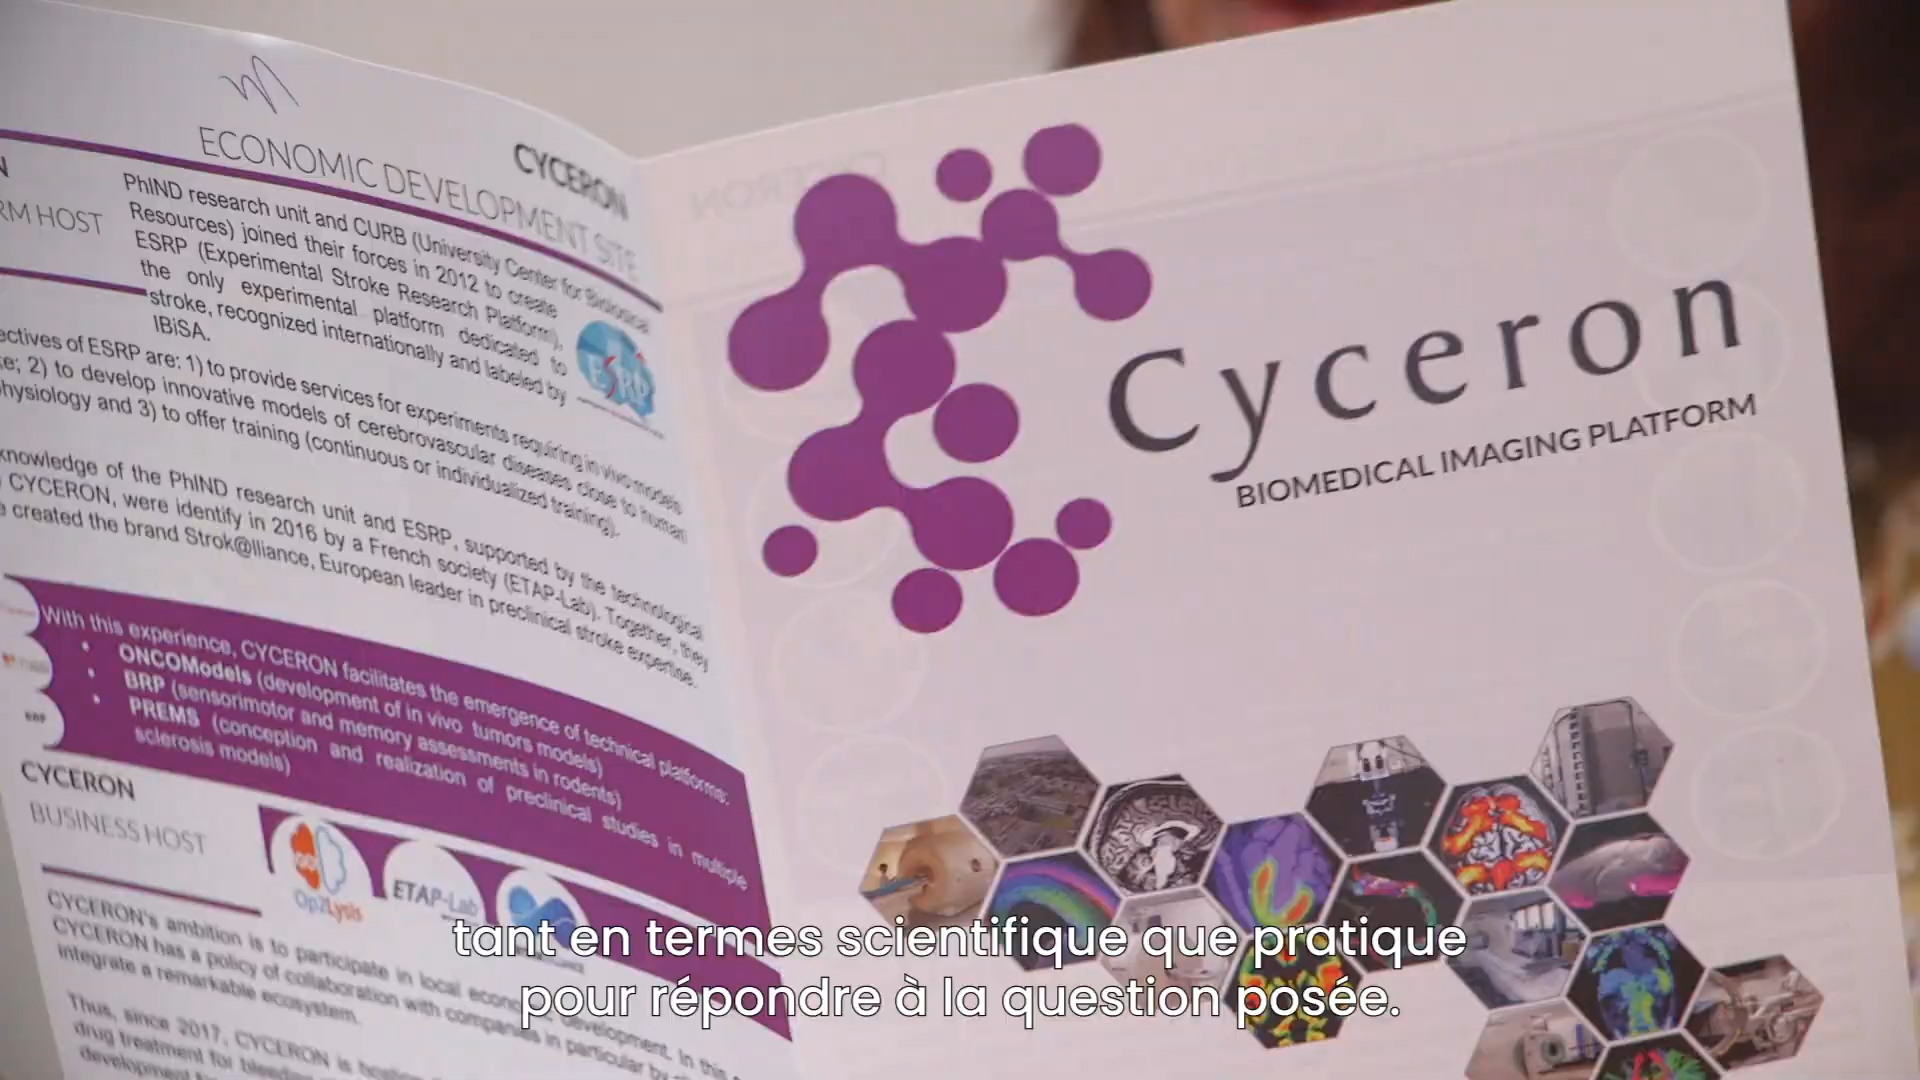 ECONOMIC DEVELOPMENT SITE
CYCERON
RM HOST
PhIND research unit and CURB (University Center for Biological
Resources) joined their forces in 2012 to create
ESRP (Experimental Stroke Research Platform),
the only experimental platform dedicated to
stroke, recognized internationally and labeled by
IBiSA.
ESRP
ectives of ESRP are: 1) to provide services for experiments requiring in vivo models
ke; 2) to develop innovative models of cerebrovascular diseases close to human
physiology and 3) to offer training (continuous or individualized training).
knowledge of the PhIND research unit and ESRP, supported by the technological
CYCERON, were identify in 2016 by a French society (ETAP-Lab). Together, they
e created the brand Strok@lliance, European leader in preclinical stroke expertise.
With this experience, CYCERON facilitates the emergence of technical platforms:
• ONCOModels (development of in vivo tumors models)
• BRP (sensorimotor and memory assessments in rodents)
• PREMS (conception and realization of preclinical studies in multiple
sclerosis models)
CYCERON
BUSINESS HOST
Op2Lysis
ETAP-Lab
CYCERON's ambition is to participate in local economic development. In this
CYCERON has a policy of collaboration with companies in particular by
integrate a remarkable ecosystem.
Thus, since 2017, CYCERON is hosting
drug treatment for
development
Cyceron
BIOMEDICAL IMAGING PLATFORM
tant en termes scientifique que pratique
pour répondre à la question posée.